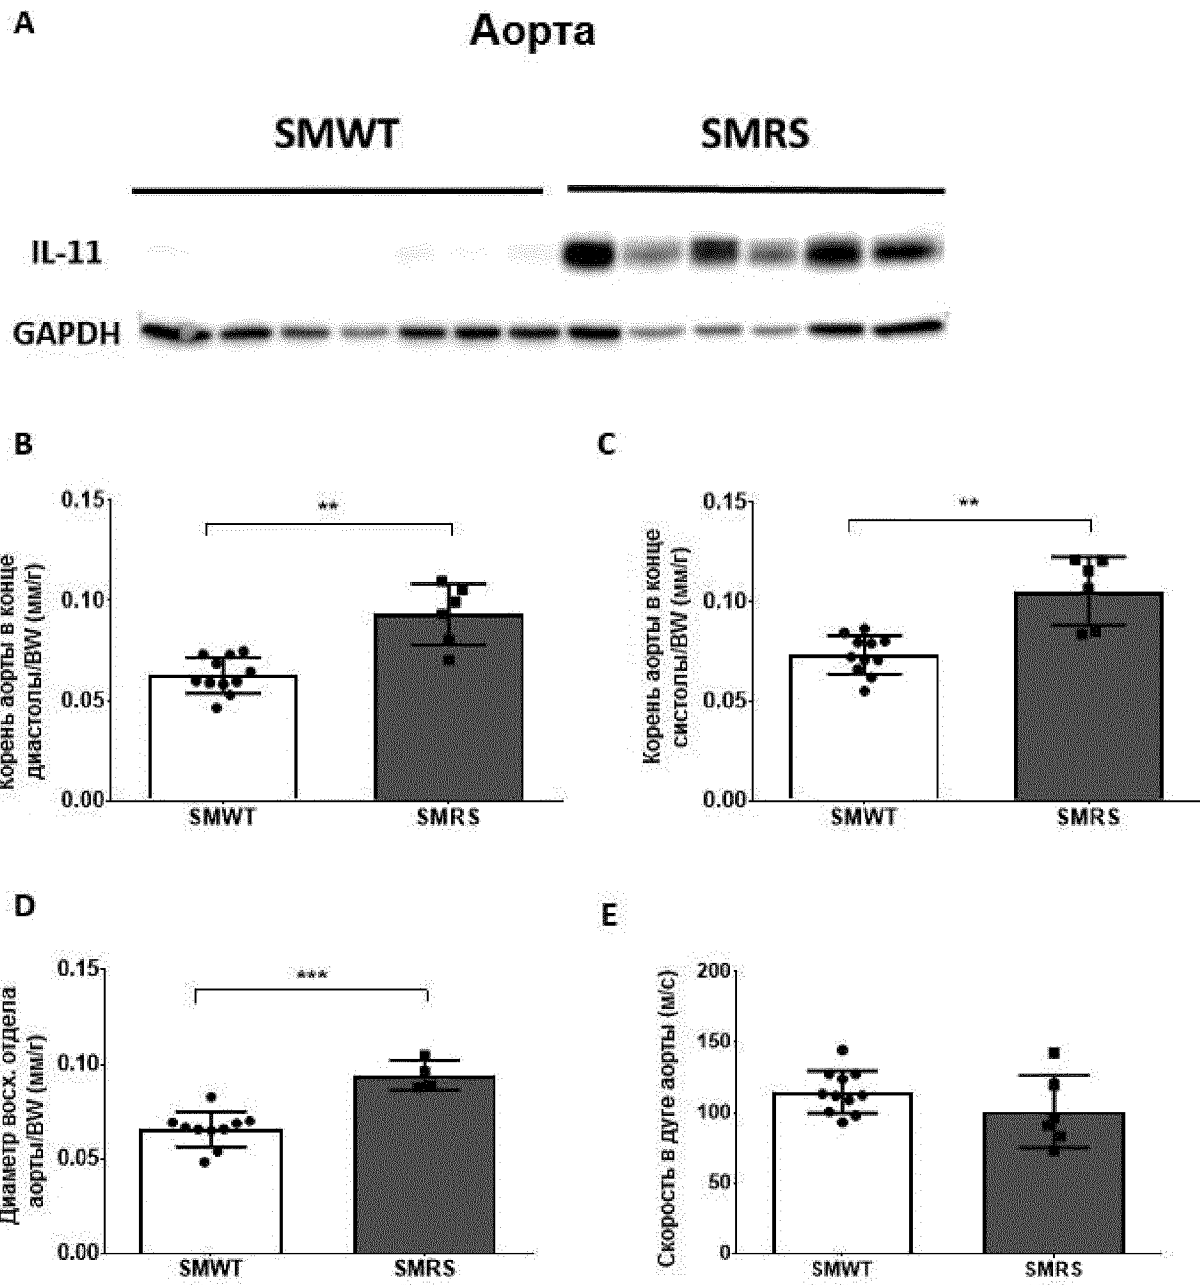 A
Аорта
SMWT
SMRS
IL-11
GAPDH
B
0.15
0.10
0.05
0.00
Корень аорты в конце
диастолы/BW (мм/г)
**
SMWT
SMRS
C
0.15
0.10
0.05
0.00
Корень аорты в конце
систолы/BW (мм/г)
**
SMWT
SMRS
D
0.15
0.10
0.05
0.00
Диаметр восх. отдела
аорты/BW (мм/г)
***
SMWT
SMRS
E
200
150
100
50
0
Скорость в дуге аорты (м/с)
SMWT
SMRS